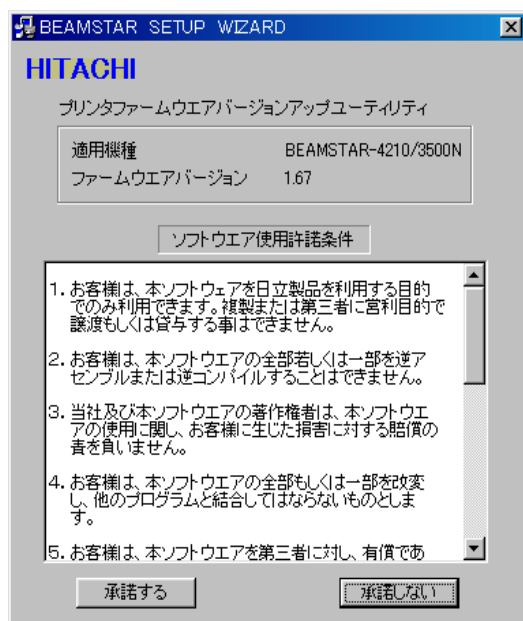 BEAMSTAR SETUP WIZARD
HITACHI
プリンタファームウエアバージョンアップユーティリティ
適用機種 BEAMSTAR-4210/3500N
ファームウエアバージョン 1.67
ソフトウエア使用許諾条件
1. お客様は、本ソフトウェアを日立製品を利用する目的
でのみ利用できます。複製または第三者に営利目的で
譲渡もしくは貸与する事はできません。
2. お客様は、本ソフトウエアの全部若しくは一部を逆ア
センブルまたは逆コンパイルすることはできません。
3. 当社及び本ソフトウエアの著作権者は、本ソフトウエ
アの使用に関し、お客様に生じた損害に対する賠償の
責を負いません。
4. お客様は、本ソフトウエアの全部もしくは一部を改変
し、他のプログラムと結合してはならないものとしま
す。
5. お客様は、本ソフトウエアを第三者に対し、有償であ
承諾する
承諾しない